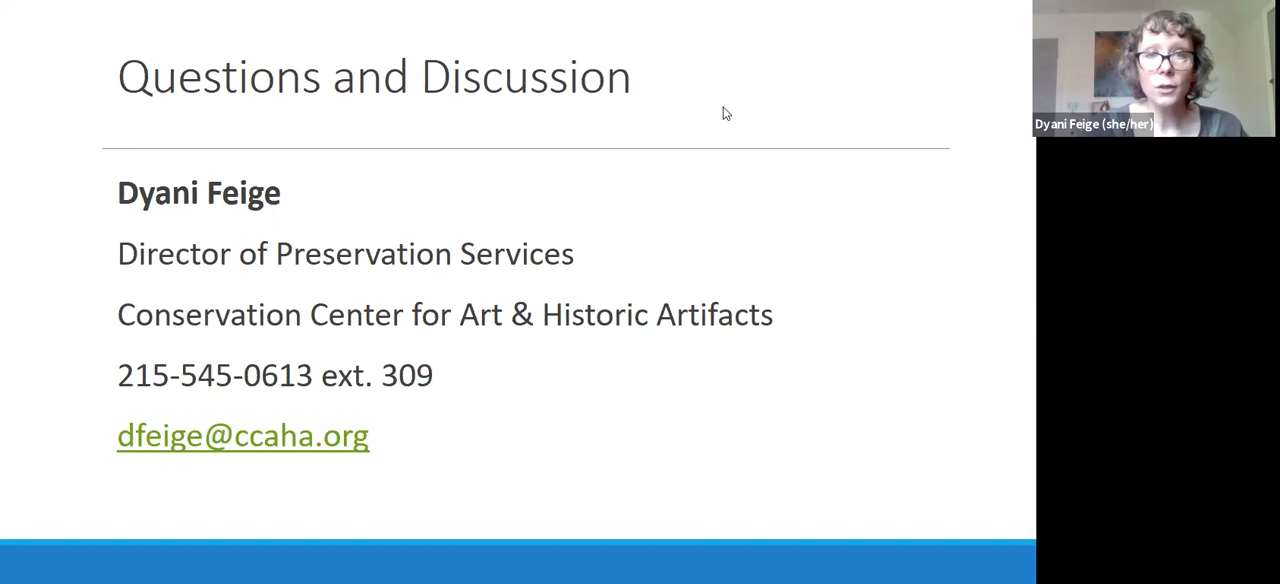 Questions and Discussion
Dyani Feige
Director of Preservation Services
Conservation Center for Art & Historic Artifacts
215-545-0613 ext. 309
dfeige@ccaha.org
Dyani Feige (she/her)